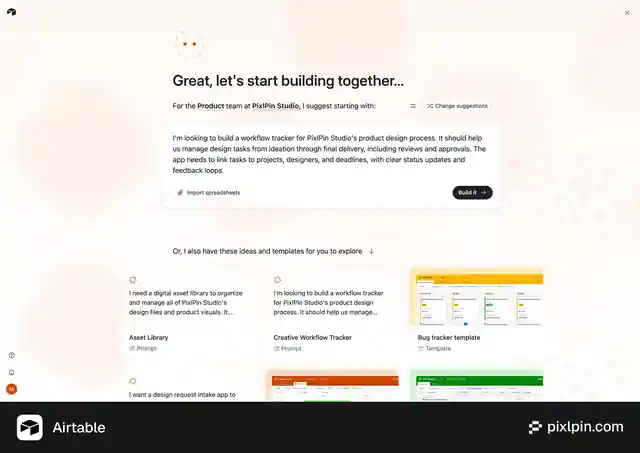 Great, let's start building together...
For the Product team at PixlPin Studio, I suggest starting with:
Change suggestions
I'm looking to build a workflow tracker for PixlPin Studio's product design process. It should help
us manage design tasks from ideation through final delivery, including reviews and approvals. The
app needs to link tasks to projects, designers, and deadlines, with clear status updates and
feedback loops.
Import spreadsheets
Build it →
Or, I also have these ideas and templates for you to explore ↓
I need a digital asset library to organize
and manage all of PixlPin Studio's
design files and product visuals. It...
Asset Library
Prompt
I'm looking to build a workflow tracker
for PixlPin Studio's product design
process. It should help us manage...
Creative Workflow Tracker
Prompt
Bug tracker template
Template
I want a design request intake app to
M
Airtable
pixlpin.com